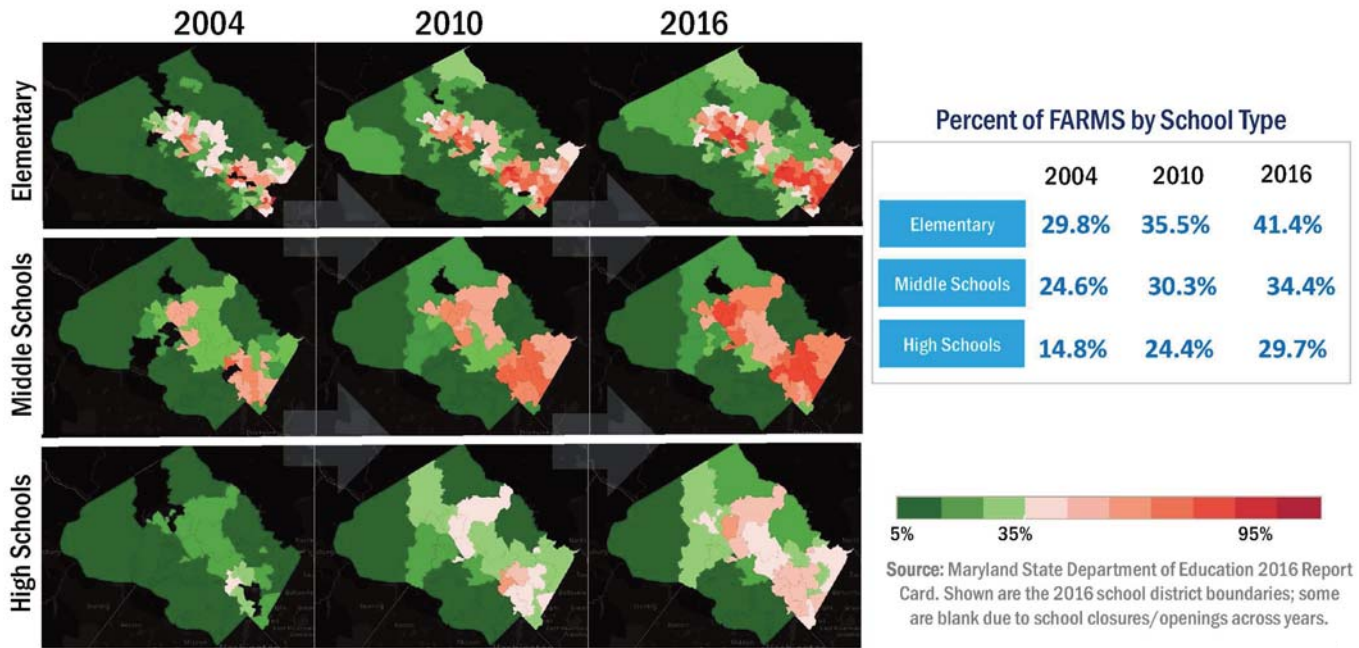 2004 2010 2016
Elementary
Middle Schools
High Schools
Percent of FARMS by School Type
2004 2010 2016
Elementary 29.8% 35.5% 41.4%
Middle Schools 24.6% 30.3% 34.4%
High Schools 14.8% 24.4% 29.7%
5% 35% 95%
Source: Maryland State Department of Education 2016 Report
Card. Shown are the 2016 school district boundaries; some
are blank due to school closures/openings across years.